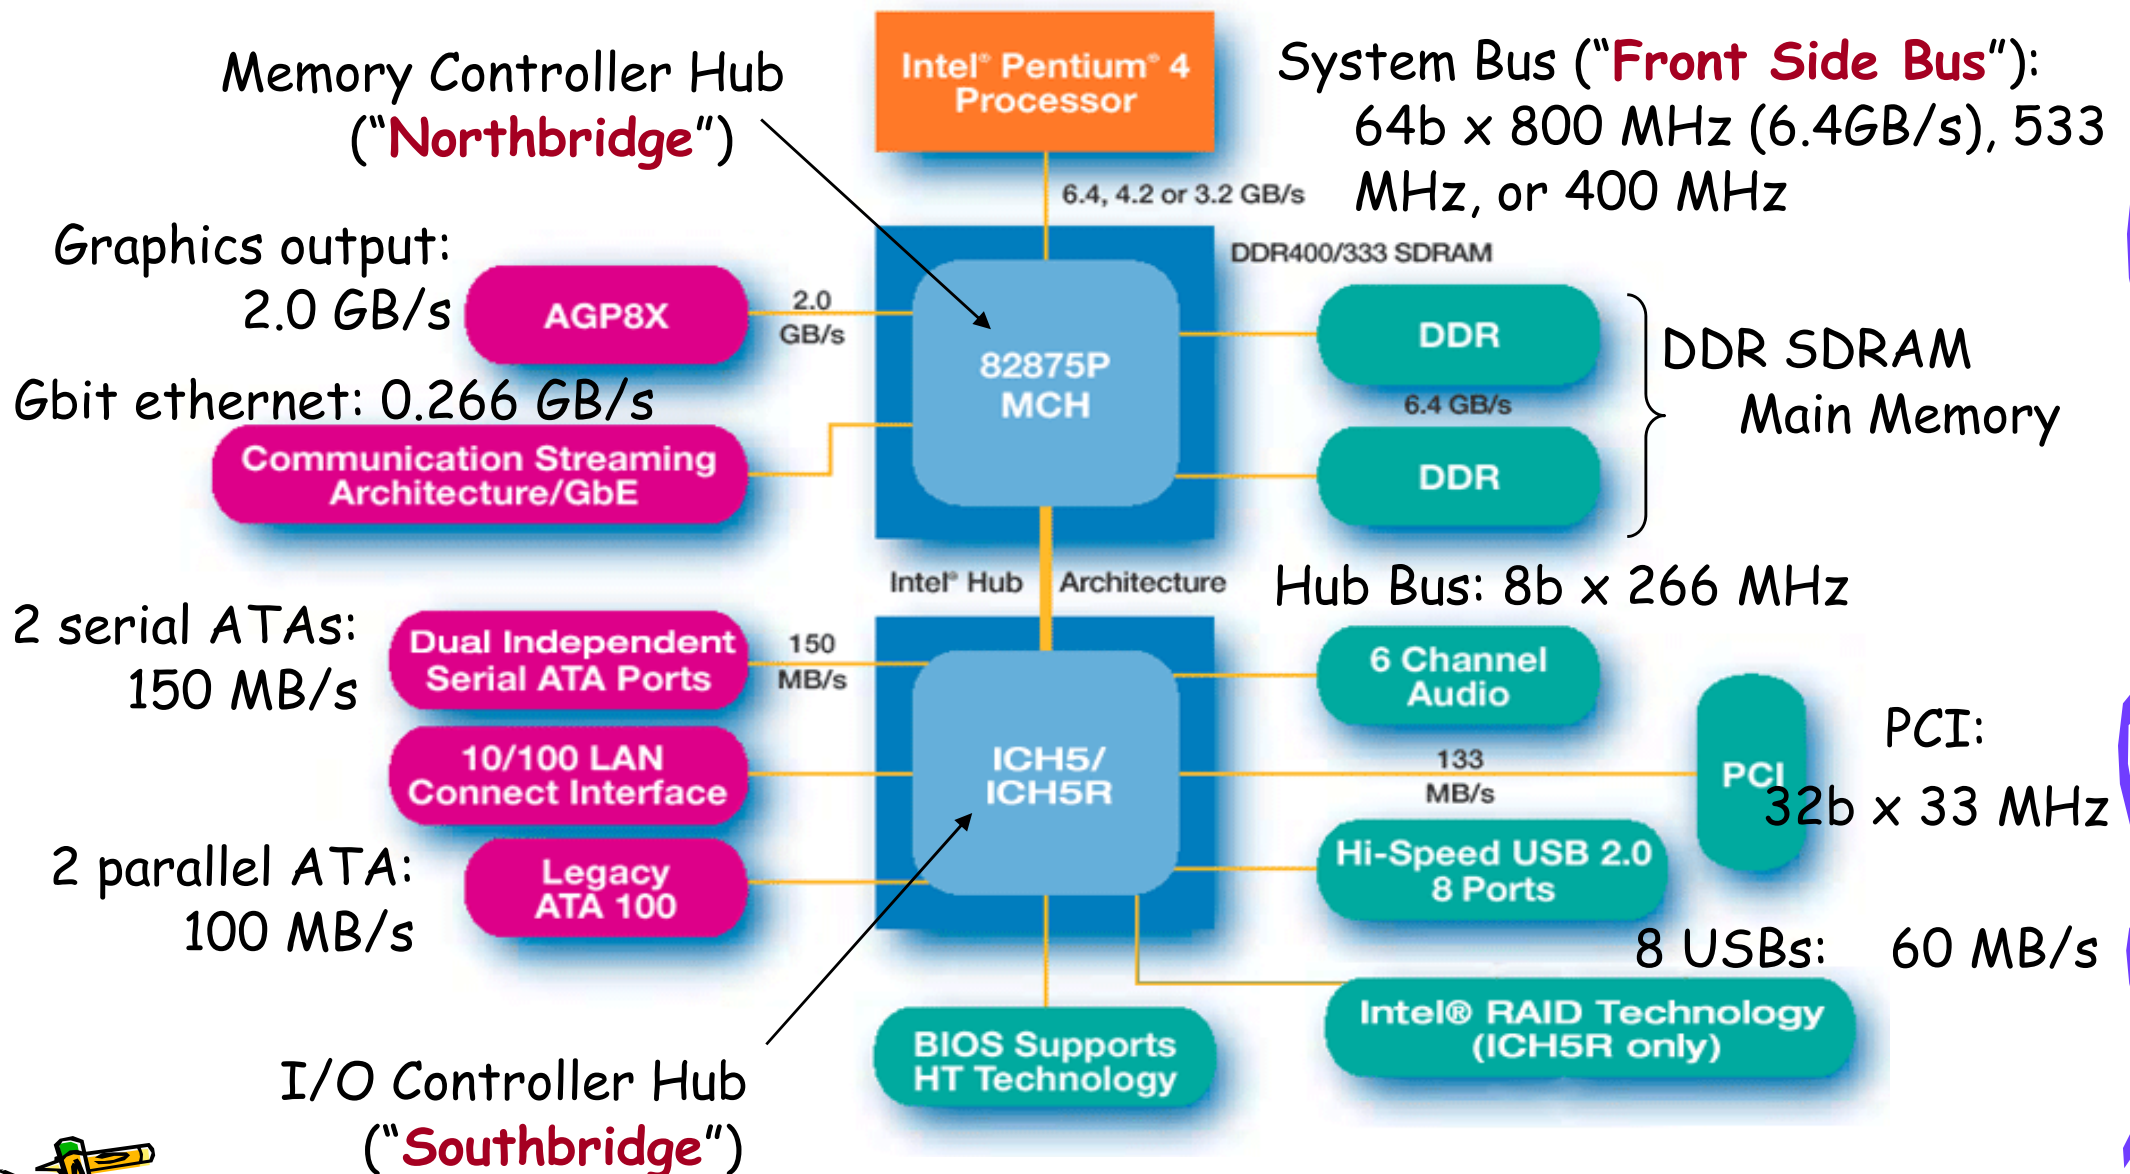 Memory Controller Hub
(“Northbridge”)
Intel® Pentium® 4
Processor
System Bus (“Front Side Bus”):
64b x 800 MHz (6.4GB/s), 533
MHz, or 400 MHz
6.4, 4.2 or 3.2 GB/s
Graphics output:
2.0 GB/s
AGP8X
2.0
GB/s
DDR400/333 SDRAM
DDR
6.4 GB/s
DDR
DDR SDRAM
Main Memory
82875P
MCH
Gbit ethernet: 0.266 GB/s
Communication Streaming
Architecture/GbE
Intel® Hub Architecture
Hub Bus: 8b x 266 MHz
2 serial ATAs:
150 MB/s
Dual Independent
Serial ATA Ports
150
MB/s
6 Channel
Audio
10/100 LAN
Connect Interface
ICH5/
ICH5R
133
MB/s
PCI
PCI:
32b x 33 MHz
2 parallel ATA:
100 MB/s
Legacy
ATA 100
Hi-Speed USB 2.0
8 Ports
8 USBs: 60 MB/s
Intel® RAID Technology
(ICH5R only)
BIOS Supports
HT Technology
I/O Controller Hub
(“Southbridge”)